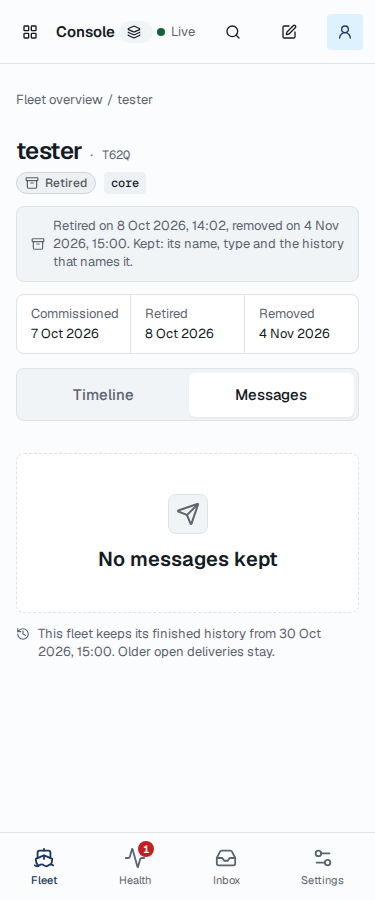 Console
Live
Fleet overview / tester
tester · T62Q
Retired
core
Retired on 8 Oct 2026, 14:02, removed on 4 Nov
2026, 15:00. Kept: its name, type and the history
that names it.
Commissioned
7 Oct 2026
Retired
8 Oct 2026
Removed
4 Nov 2026
Timeline
Messages
No messages kept
This fleet keeps its finished history from 30 Oct
2026, 15:00. Older open deliveries stay.
1
Fleet
Health
Inbox
Settings